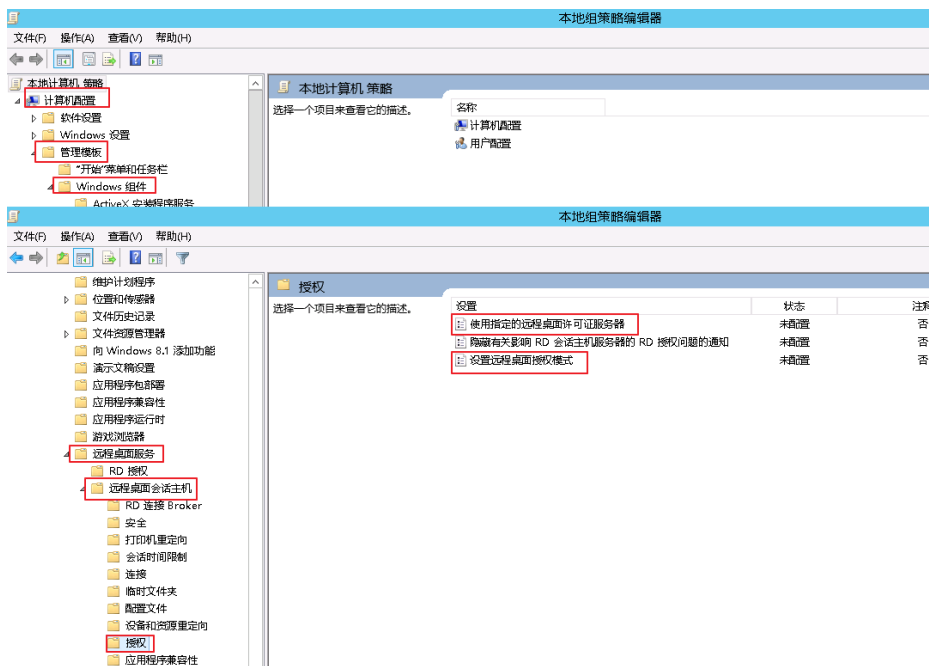 本地组策略编辑器
文件(F) 操作(A) 查看(V) 帮助(H)
本地计算机 策略
计算机配置
软件设置
Windows 设置
管理模板
"开始"菜单和任务栏
Windows 组件
ActiveX 安装程序服务
本地计算机 策略
选择一个项目来查看它的描述。
名称
计算机配置
用户配置
本地组策略编辑器
文件(F) 操作(A) 查看(V) 帮助(H)
维护计划程序
位置和传感器
文件历史记录
文件资源管理器
向 Windows 8.1 添加功能
演示文稿设置
应用程序包部署
应用程序兼容性
应用程序运行时
游戏浏览器
远程桌面服务
RD 授权
远程桌面会话主机
RD 连接 Broker
安全
打印机重定向
会话时间限制
连接
临时文件夹
配置文件
设备和资源重定向
授权
应用程序兼容性
授权
选择一个项目来查看它的描述。
设置 状态 注释
使用指定的远程桌面许可证服务器 未配置 否
隐藏有关影响 RD 会话主机服务器的 RD 授权问题的通知 未配置 否
设置远程桌面授权模式 未配置 否